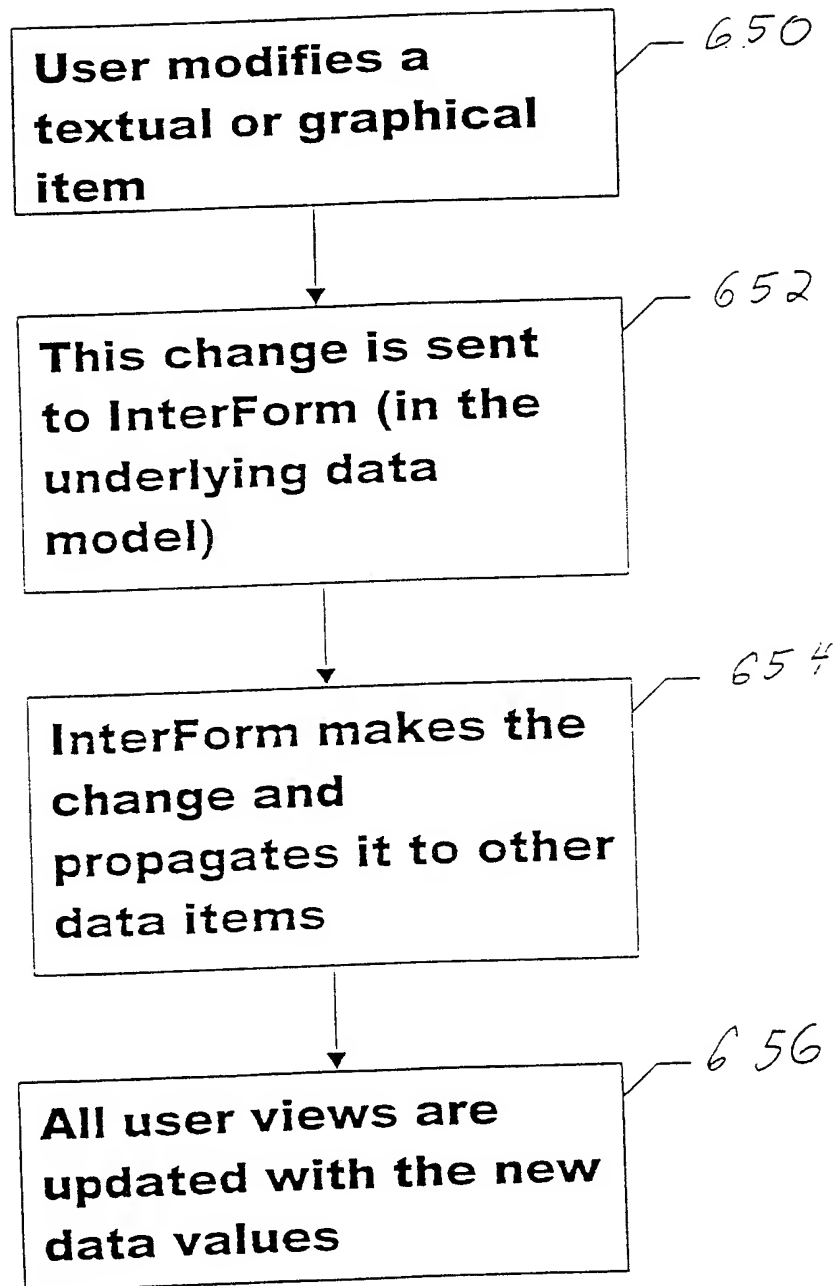 User modifies a
textual or graphical
item
650
This change is sent
to InterForm (in the
underlying data
model)
652
InterForm makes the
change and
propagates it to other
data items
654
All user views are
updated with the new
data values
656